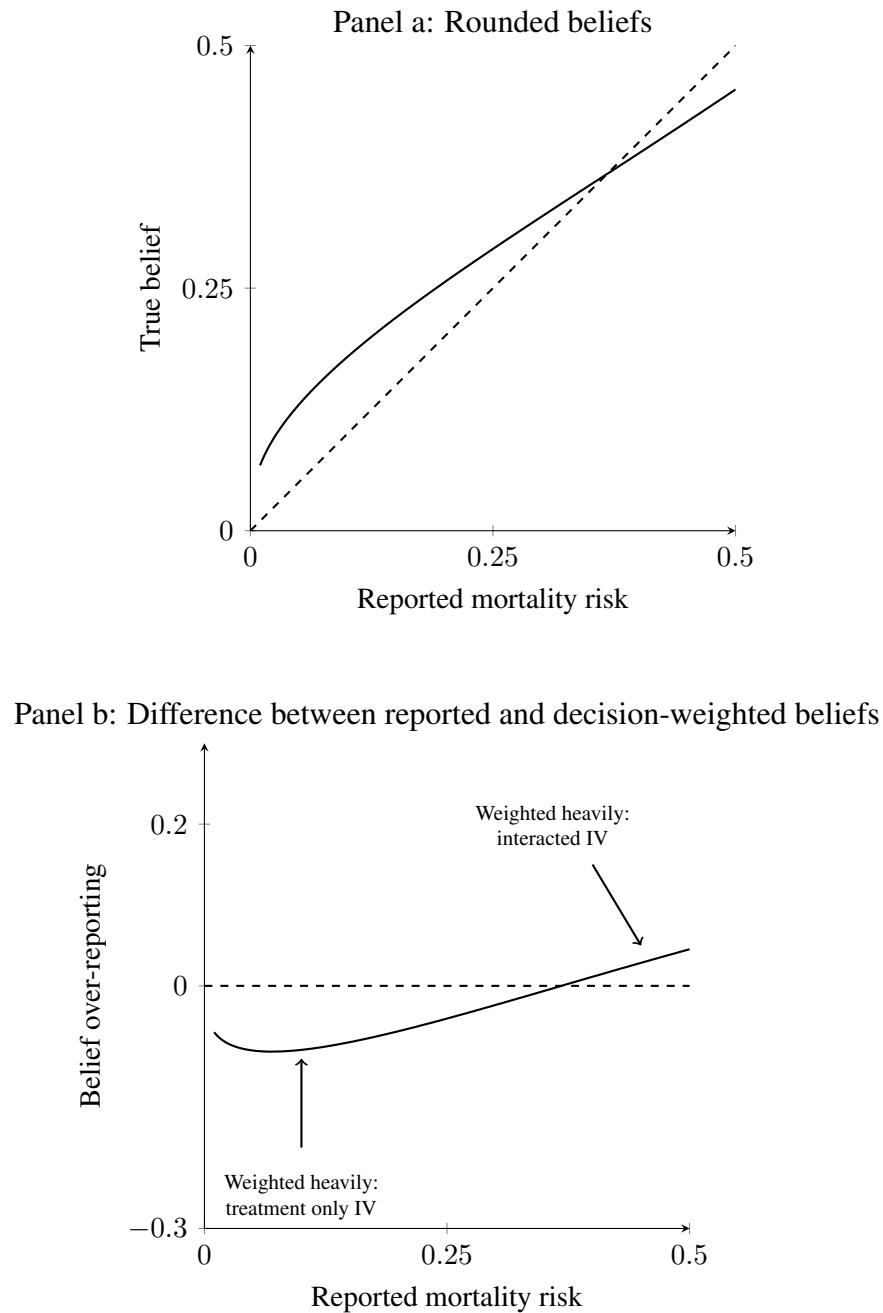 Panel a: Rounded beliefs
0.5
0.25
0
True belief
0
0.25
0.5
Reported mortality risk
Panel b: Difference between reported and decision-weighted beliefs
0.2
0
−0.3
Belief over-reporting
Weighted heavily:
interacted IV
Weighted heavily:
treatment only IV
0
0.25
0.5
Reported mortality risk